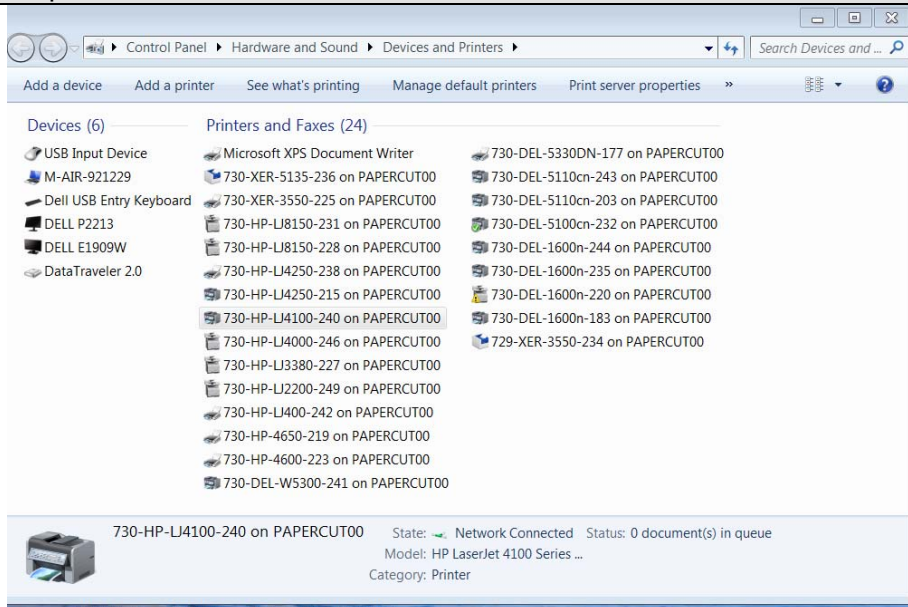 Control Panel ▸ Hardware and Sound ▸ Devices and Printers ▸
Search Devices and ...
Add a device Add a printer See what's printing Manage default printers Print server properties »
Devices (6)
USB Input Device
M-AIR-921229
Dell USB Entry Keyboard
DELL P2213
DELL E1909W
DataTraveler 2.0
Printers and Faxes (24)
Microsoft XPS Document Writer
730-XER-5135-236 on PAPERCUT00
730-XER-3550-225 on PAPERCUT00
730-HP-LJ8150-231 on PAPERCUT00
730-HP-LJ8150-228 on PAPERCUT00
730-HP-LJ4250-238 on PAPERCUT00
730-HP-LJ4250-215 on PAPERCUT00
730-HP-LJ4100-240 on PAPERCUT00
730-HP-LJ4000-246 on PAPERCUT00
730-HP-LJ3380-227 on PAPERCUT00
730-HP-LJ2200-249 on PAPERCUT00
730-HP-LJ400-242 on PAPERCUT00
730-HP-4650-219 on PAPERCUT00
730-HP-4600-223 on PAPERCUT00
730-DEL-W5300-241 on PAPERCUT00
730-DEL-5330DN-177 on PAPERCUT00
730-DEL-5110cn-243 on PAPERCUT00
730-DEL-5110cn-203 on PAPERCUT00
730-DEL-5100cn-232 on PAPERCUT00
730-DEL-1600n-244 on PAPERCUT00
730-DEL-1600n-235 on PAPERCUT00
730-DEL-1600n-220 on PAPERCUT00
730-DEL-1600n-183 on PAPERCUT00
729-XER-3550-234 on PAPERCUT00
730-HP-LJ4100-240 on PAPERCUT00 State: Network Connected Status: 0 document(s) in queue
Model: HP LaserJet 4100 Series ...
Category: Printer